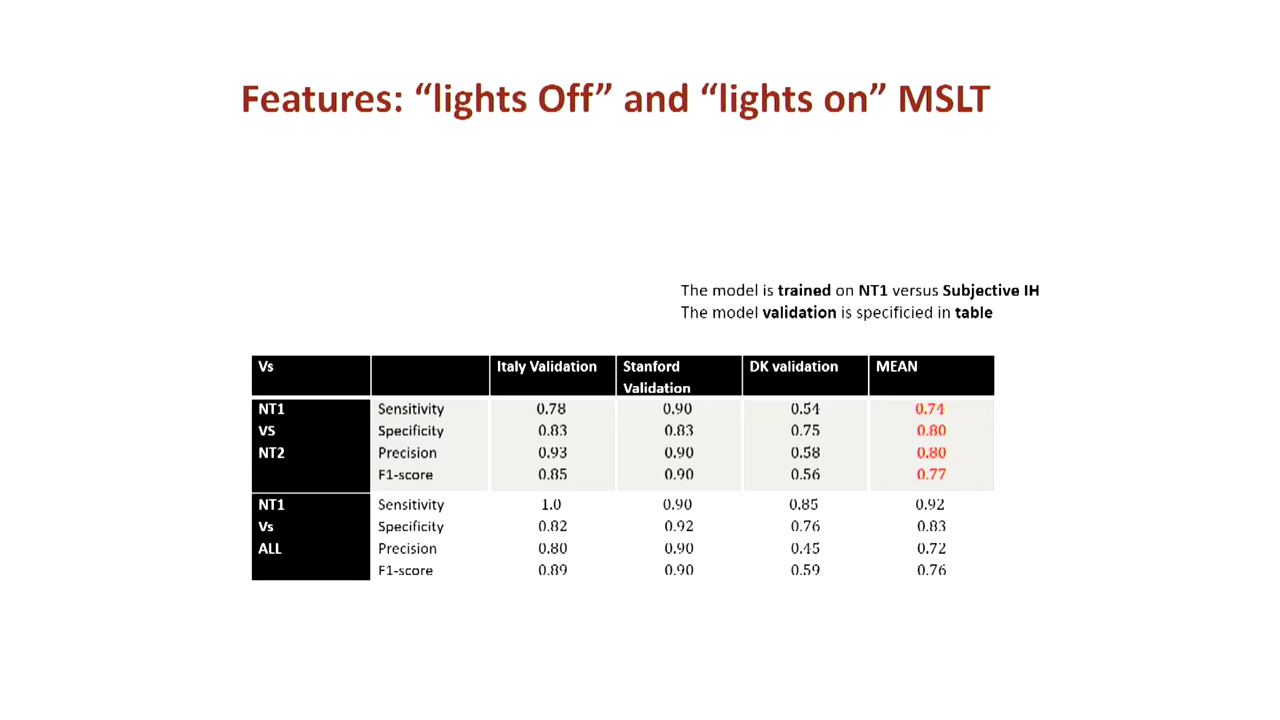 Features: “lights Off” and “lights on” MSLT
The model is trained on NT1 versus Subjective IH
The model validation is specificied in table
Vs Italy Validation Stanford Validation DK validation MEAN
NT1 Sensitivity 0.78 0.90 0.54 0.74
VS Specificity 0.83 0.83 0.75 0.80
NT2 Precision 0.93 0.90 0.58 0.80
F1-score 0.85 0.90 0.56 0.77
NT1 Sensitivity 1.0 0.90 0.85 0.92
Vs Specificity 0.82 0.92 0.76 0.83
ALL Precision 0.80 0.90 0.45 0.72
F1-score 0.89 0.90 0.59 0.76